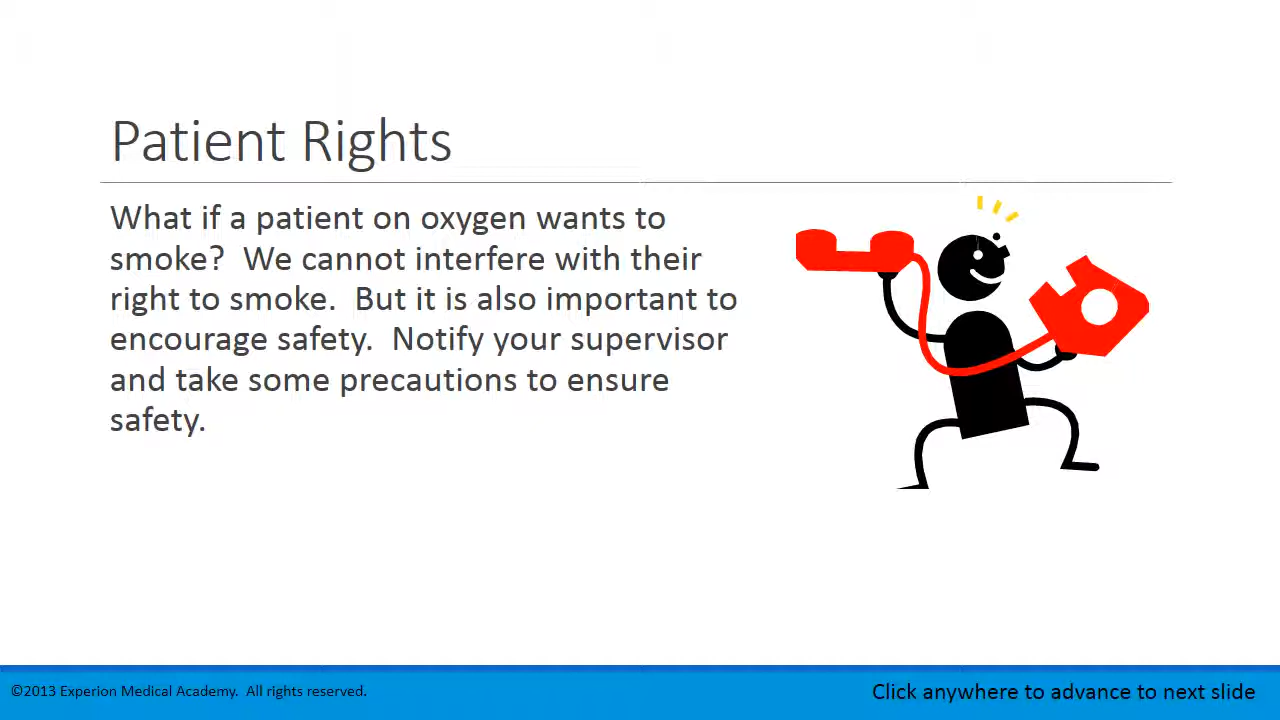 Patient Rights
What if a patient on oxygen wants to
smoke?  We cannot interfere with their
right to smoke.  But it is also important to
encourage safety.  Notify your supervisor
and take some precautions to ensure
safety.
©2013 Experion Medical Academy.  All rights reserved.
Click anywhere to advance to next slide